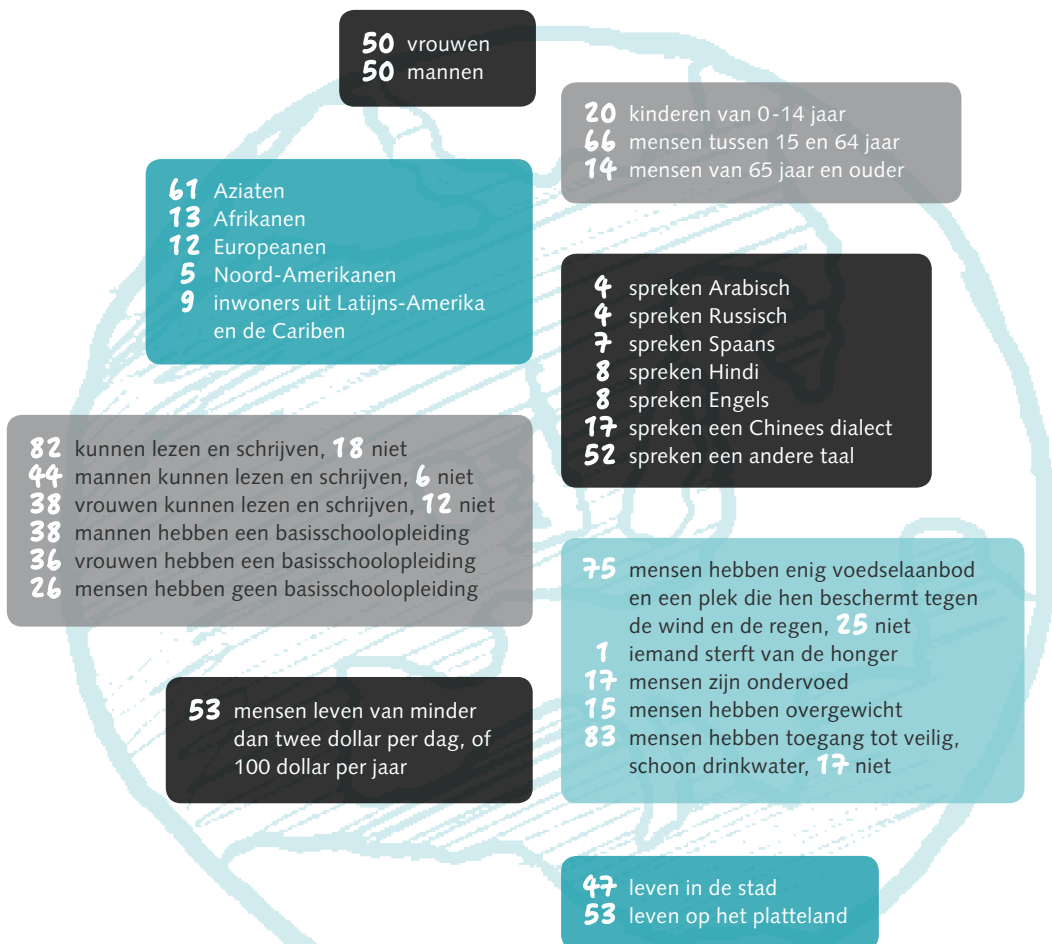 50 vrouwen
50 mannen
20 kinderen van 0-14 jaar
66 mensen tussen 15 en 64 jaar
14 mensen van 65 jaar en ouder
61 Aziaten
13 Afrikanen
12 Europeanen
5 Noord-Amerikanen
9 inwoners uit Latijns-Amerika
en de Cariben
4 spreken Arabisch
4 spreken Russisch
7 spreken Spaans
8 spreken Hindi
8 spreken Engels
17 spreken een Chinees dialect
52 spreken een andere taal
82 kunnen lezen en schrijven, 18 niet
44 mannen kunnen lezen en schrijven, 6 niet
38 vrouwen kunnen lezen en schrijven, 12 niet
38 mannen hebben een basisschoolopleiding
36 vrouwen hebben een basisschoolopleiding
26 mensen hebben geen basisschoolopleiding
75 mensen hebben enig voedselaanbod
en een plek die hen beschermt tegen
de wind en de regen, 25 niet
1 iemand sterft van de honger
17 mensen zijn ondervoed
15 mensen hebben overgewicht
83 mensen hebben toegang tot veilig,
schoon drinkwater, 17 niet
53 mensen leven van minder
dan twee dollar per dag, of
100 dollar per jaar
47 leven in de stad
53 leven op het platteland